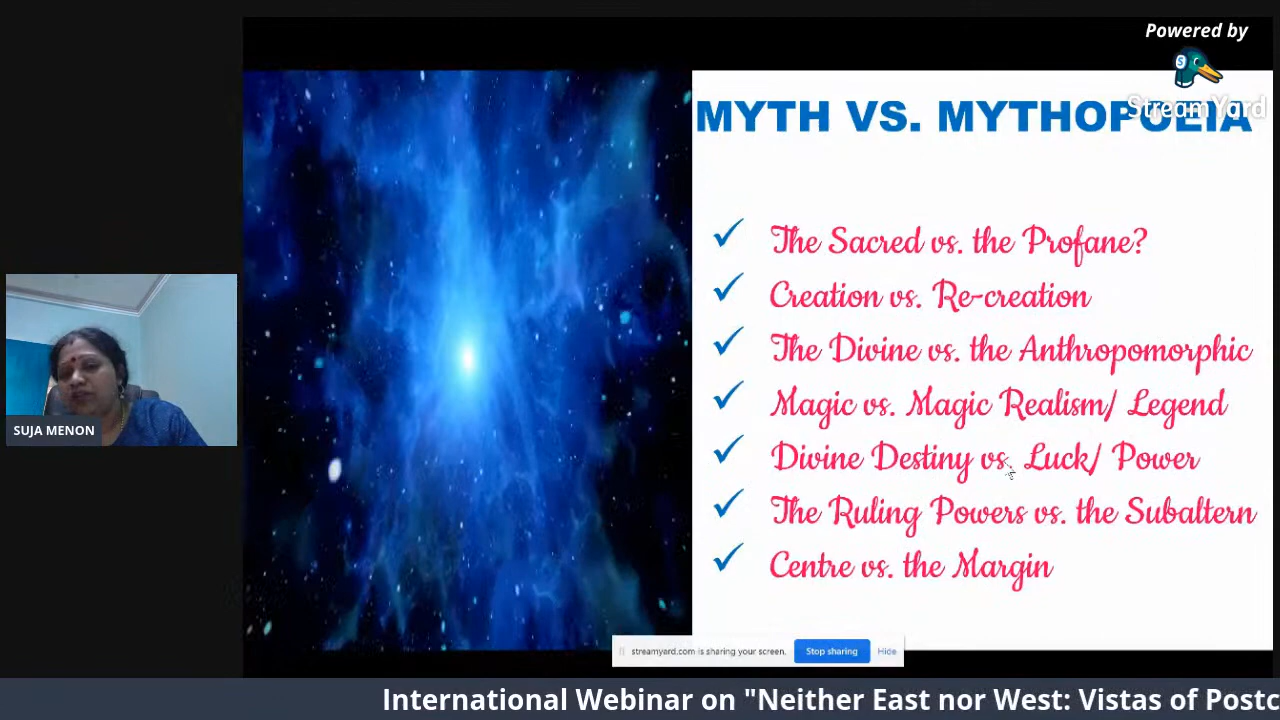 Powered by
StreamYard
MYTH VS. MYTHOPOEIA
The Sacred vs. the Profane?
Creation vs. Re-creation
The Divine vs. the Anthropomorphic
Magic vs. Magic Realism/ Legend
Divine Destiny vs. Luck/ Power
The Ruling Powers vs. the Subaltern
Centre vs. the Margin
SUJA MENON
streamyard.com is sharing your screen. Stop sharing Hide
International Webinar on "Neither East nor West: Vistas of Postc